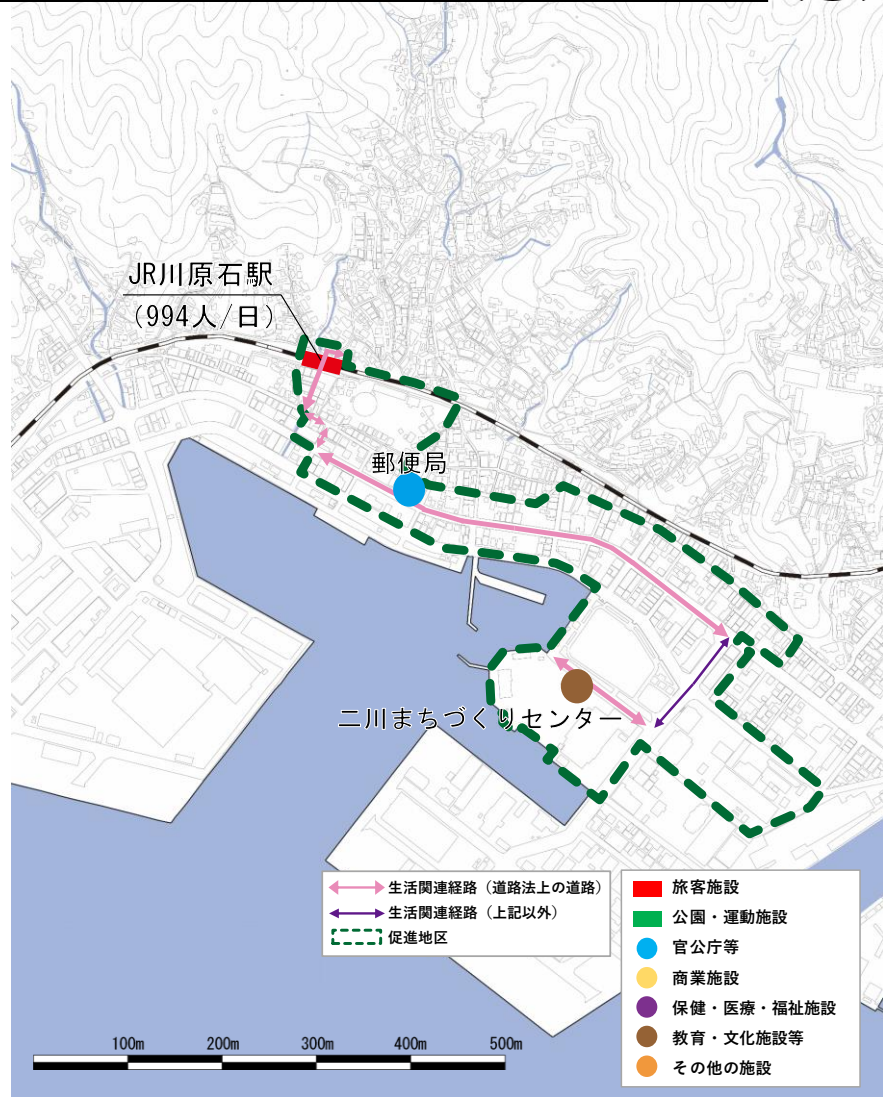 JR川原石駅
(994人/日)
郵便局
二川まちづくりセンター
生活関連経路（道路法上の道路）
生活関連経路（上記以外）
促進地区
旅客施設
公園・運動施設
官公庁等
商業施設
保健・医療・福祉施設
教育・文化施設等
その他の施設
100m 200m 300m 400m 500m